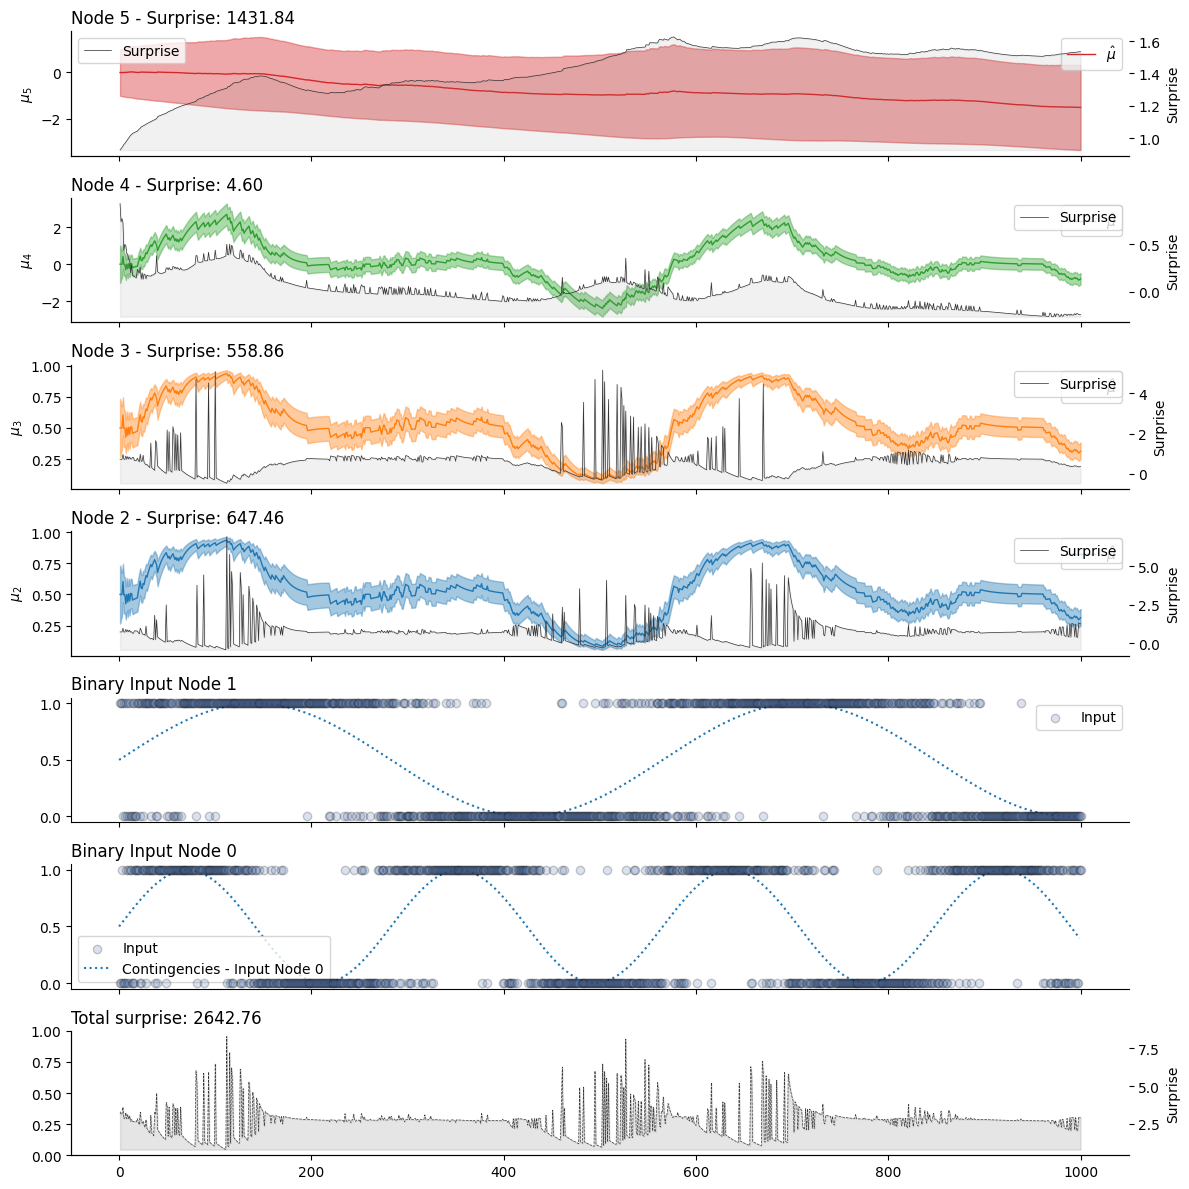 Node 5 - Surprise: 1431.84
Surprise
μ̂
0
−2
μ5
1.6
1.4
1.2
1.0
Surprise
Node 4 - Surprise: 4.60
Surprise
2
0
−2
μ4
0.5
0.0
Surprise
Node 3 - Surprise: 558.86
Surprise
1.00
0.75
0.50
0.25
μ3
4
2
0
Surprise
Node 2 - Surprise: 647.46
Surprise
1.00
0.75
0.50
0.25
μ2
5.0
2.5
0.0
Surprise
Binary Input Node 1
1.0
0.5
0.0
Input
Binary Input Node 0
1.0
0.5
0.0
Input
Contingencies - Input Node 0
Total surprise: 2642.76
1.00
0.75
0.50
0.25
0.00
7.5
5.0
2.5
Surprise
0
200
400
600
800
1000